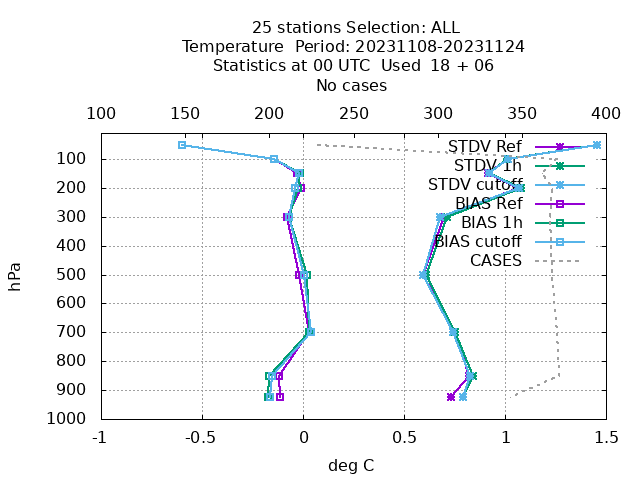 25 stations Selection: ALL
Temperature  Period: 20231108-20231124
Statistics at 00 UTC  Used  18 + 06
No cases
100 150 200 250 300 350 400
STDV Ref
STDV 1h
STDV cutoff
BIAS Ref
BIAS 1h
BIAS cutoff
CASES
hPa
100
200
300
400
500
600
700
800
900
1000
-1 -0.5 0 0.5 1 1.5
deg C